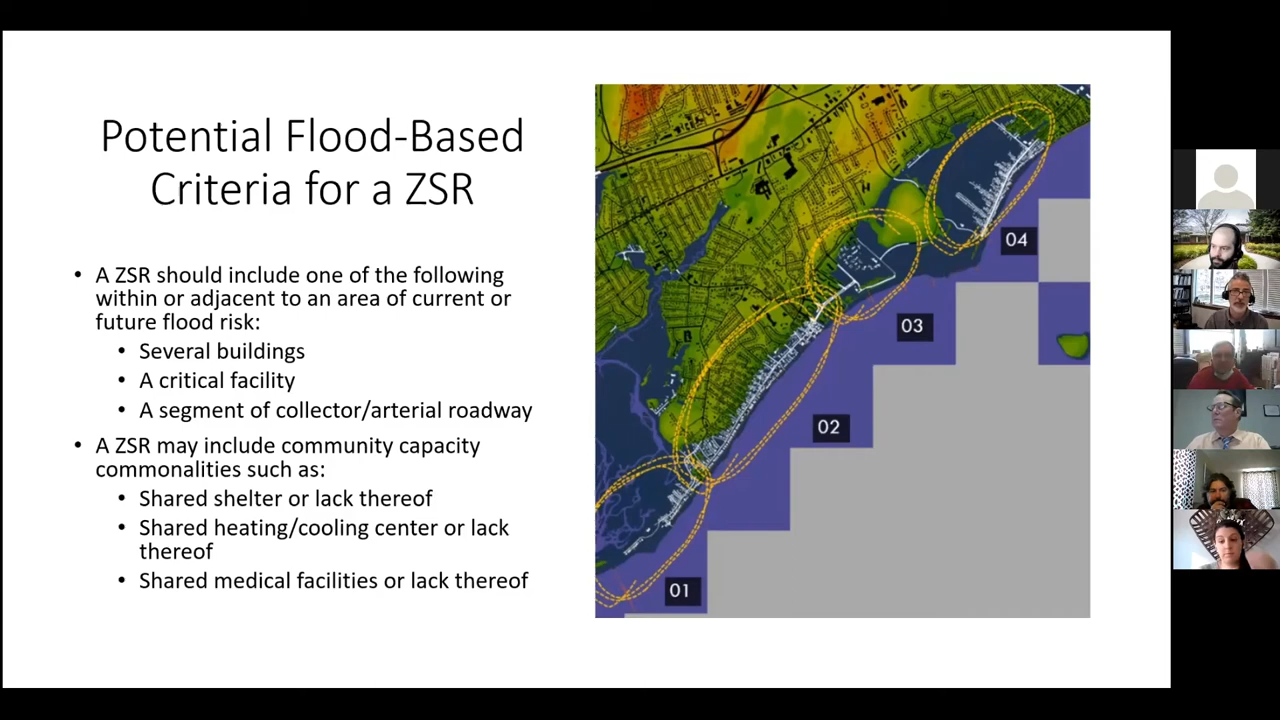 Potential Flood-Based
Criteria for a ZSR
• A ZSR should include one of the following
within or adjacent to an area of current or
future flood risk:
• Several buildings
• A critical facility
• A segment of collector/arterial roadway
• A ZSR may include community capacity
commonalities such as:
• Shared shelter or lack thereof
• Shared heating/cooling center or lack
thereof
• Shared medical facilities or lack thereof
04
03
02
01